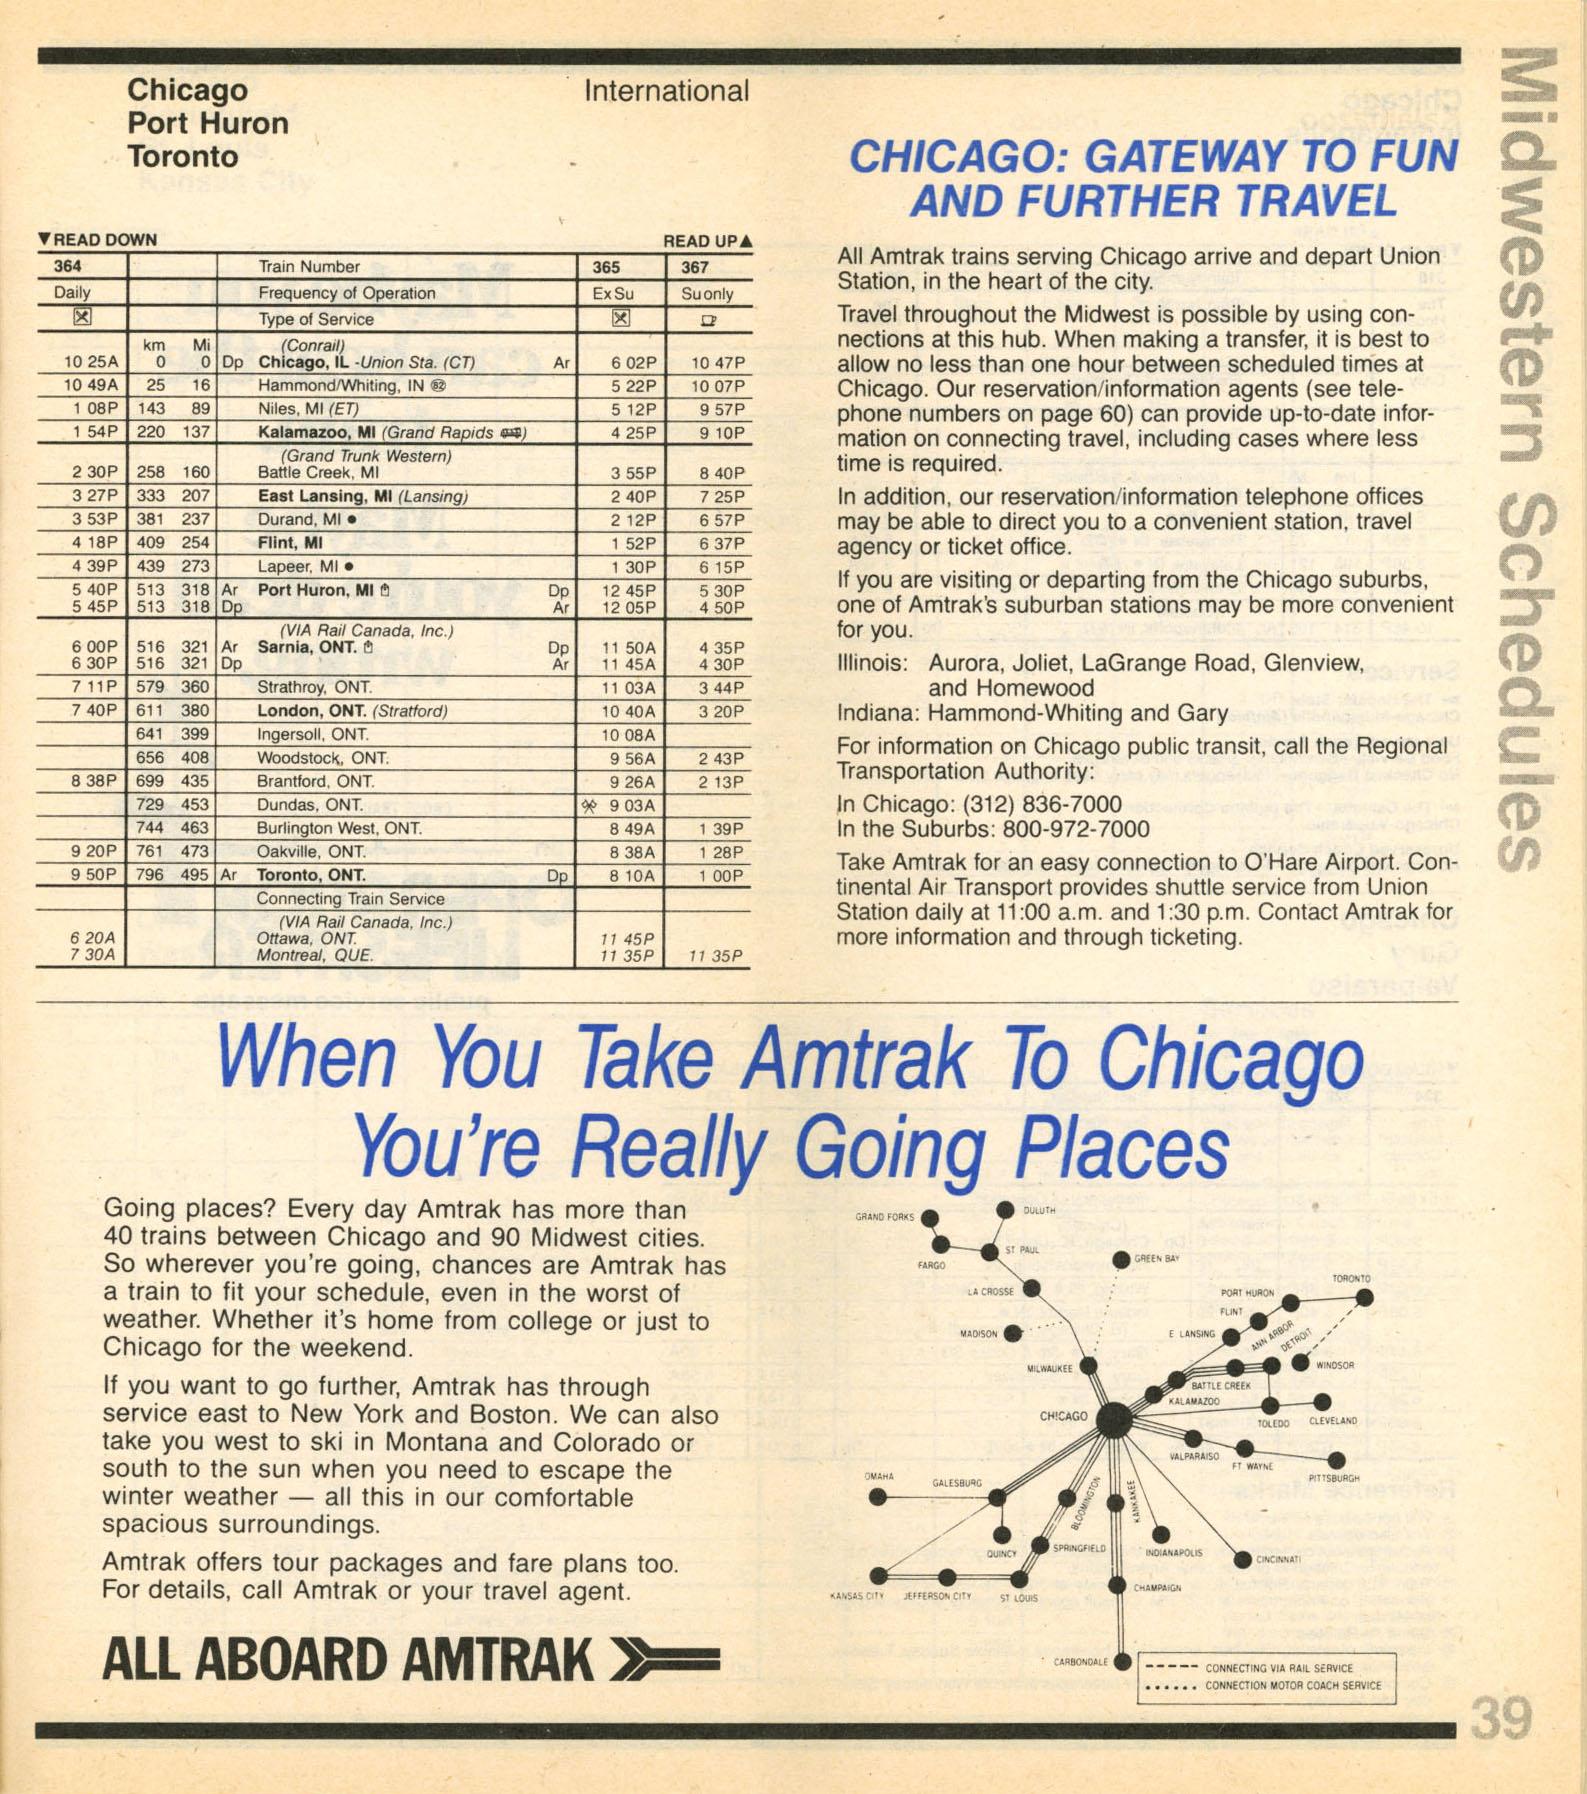 Chicago
Port Huron
Toronto
International
▼READ DOWN READ UP▲
364 Train Number 365 367
Daily Frequency of Operation ExSu Su only
Type of Service
km Mi (Conrail)
10 25A 0 0 Dp Chicago, IL -Union Sta. (CT) Ar 6 02P 10 47P
10 49A 25 16 Hammond/Whiting, IN 5 22P 10 07P
1 08P 143 89 Niles, MI (ET) 5 12P 9 57P
1 54P 220 137 Kalamazoo, MI (Grand Rapids ) 4 25P 9 10P
(Grand Trunk Western)
2 30P 258 160 Battle Creek, MI 3 55P 8 40P
3 27P 333 207 East Lansing, MI (Lansing) 2 40P 7 25P
3 53P 381 237 Durand, MI ● 2 12P 6 57P
4 18P 409 254 Flint, MI 1 52P 6 37P
4 39P 439 273 Lapeer, MI ● 1 30P 6 15P
5 40P 513 318 Ar Port Huron, MI Dp 12 45P 5 30P
5 45P 513 318 Dp Ar 12 05P 4 50P
(VIA Rail Canada, Inc.)
6 00P 516 321 Ar Sarnia, ONT. Dp 11 50A 4 35P
6 30P 516 321 Dp Ar 11 45A 4 30P
7 11P 579 360 Strathroy, ONT. 11 03A 3 44P
7 40P 611 380 London, ONT. (Stratford) 10 40A 3 20P
641 399 Ingersoll, ONT. 10 08A
656 408 Woodstock, ONT. 9 56A 2 43P
8 38P 699 435 Brantford, ONT. 9 26A 2 13P
729 453 Dundas, ONT. 9 03A
744 463 Burlington West, ONT. 8 49A 1 39P
9 20P 761 473 Oakville, ONT. 8 38A 1 28P
9 50P 796 495 Ar Toronto, ONT. Dp 8 10A 1 00P
Connecting Train Service
(VIA Rail Canada, Inc.)
6 20A Ottawa, ONT. 11 45P
7 30A Montreal, QUE. 11 35P 11 35P
CHICAGO: GATEWAY TO FUN
AND FURTHER TRAVEL
All Amtrak trains serving Chicago arrive and depart Union
Station, in the heart of the city.
Travel throughout the Midwest is possible by using con-
nections at this hub. When making a transfer, it is best to
allow no less than one hour between scheduled times at
Chicago. Our reservation/information agents (see tele-
phone numbers on page 60) can provide up-to-date infor-
mation on connecting travel, including cases where less
time is required.
In addition, our reservation/information telephone offices
may be able to direct you to a convenient station, travel
agency or ticket office.
If you are visiting or departing from the Chicago suburbs,
one of Amtrak's suburban stations may be more convenient
for you.
Illinois: Aurora, Joliet, LaGrange Road, Glenview,
and Homewood
Indiana: Hammond-Whiting and Gary
For information on Chicago public transit, call the Regional
Transportation Authority:
In Chicago: (312) 836-7000
In the Suburbs: 800-972-7000
Take Amtrak for an easy connection to O'Hare Airport. Con-
tinental Air Transport provides shuttle service from Union
Station daily at 11:00 a.m. and 1:30 p.m. Contact Amtrak for
more information and through ticketing.
Midwestern Schedules
When You Take Amtrak To Chicago
You're Really Going Places
Going places? Every day Amtrak has more than
40 trains between Chicago and 90 Midwest cities.
So wherever you're going, chances are Amtrak has
a train to fit your schedule, even in the worst of
weather. Whether it's home from college or just to
Chicago for the weekend.
If you want to go further, Amtrak has through
service east to New York and Boston. We can also
take you west to ski in Montana and Colorado or
south to the sun when you need to escape the
winter weather — all this in our comfortable
spacious surroundings.
Amtrak offers tour packages and fare plans too.
For details, call Amtrak or your travel agent.
ALL ABOARD AMTRAK
GRAND FORKS
DULUTH
FARGO
ST PAUL
GREEN BAY
LA CROSSE
MADISON
MILWAUKEE
TORONTO
PORT HURON
FLINT
E LANSING
ANN ARBOR
DETROIT
WINDSOR
BATTLE CREEK
KALAMAZOO
CHICAGO
TOLEDO
CLEVELAND
VALPARAISO
FT WAYNE
PITTSBURGH
OMAHA
GALESBURG
BLOOMINGTON
KANKAKEE
QUINCY
SPRINGFIELD
INDIANAPOLIS
CINCINNATI
KANSAS CITY
JEFFERSON CITY
ST LOUIS
CHAMPAIGN
CARBONDALE
CONNECTING VIA RAIL SERVICE
CONNECTION MOTOR COACH SERVICE
39